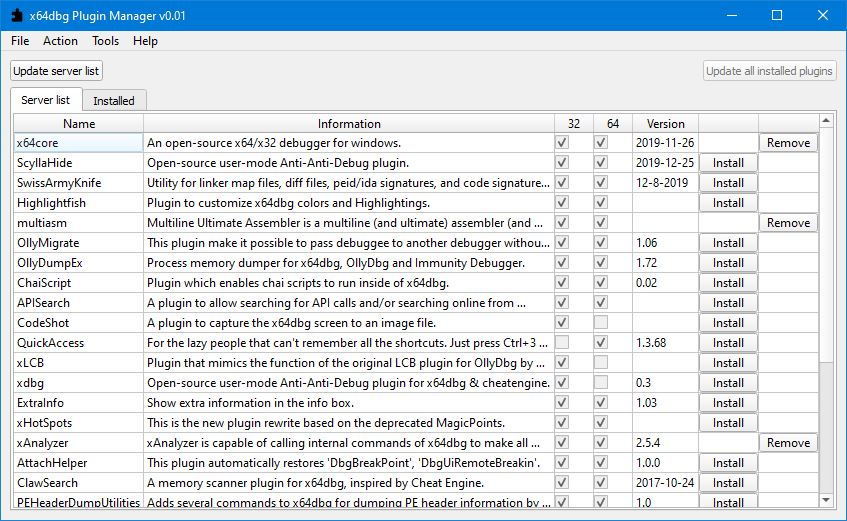 x64dbg Plugin Manager v0.01
File Action Tools Help
Update server list Update all installed plugins
Server list Installed
Name Information 32 64 Version
x64core An open-source x64/x32 debugger for windows. 2019-11-26 Remove
ScyllaHide Open-source user-mode Anti-Anti-Debug plugin. 2019-12-25 Install
SwissArmyKnife Utility for linker map files, diff files, peid/ida signatures, and code signature... 12-8-2019 Install
Highlightfish Plugin to customize x64dbg colors and Highlightings. Install
multiasm Multiline Ultimate Assembler is a multiline (and ultimate) assembler (and ... Remove
OllyMigrate This plugin make it possible to pass debuggee to another debugger withou... 1.06 Install
OllyDumpEx Process memory dumper for x64dbg, OllyDbg and Immunity Debugger. 1.72 Install
ChaiScript Plugin which enables chai scripts to run inside of x64dbg. 0.02 Install
APISearch A plugin to allow searching for API calls and/or searching online from ... Install
CodeShot A plugin to capture the x64dbg screen to an image file. Install
QuickAccess For the lazy people that can't remember all the shortcuts. Just press Ctrl+3 ... 1.3.68 Install
xLCB Plugin that mimics the function of the original LCB plugin for OllyDbg by ... Install
xdbg Open-source user-mode Anti-Anti-Debug plugin for x64dbg & cheatengine. 0.3 Install
ExtraInfo Show extra information in the info box. 1.03 Install
xHotSpots This is the new plugin rewrite based on the deprecated MagicPoints. Install
xAnalyzer xAnalyzer is capable of calling internal commands of x64dbg to make all ... 2.5.4 Remove
AttachHelper This plugin automatically restores 'DbgBreakPoint', 'DbgUiRemoteBreakin'. 1.0.0 Install
ClawSearch A memory scanner plugin for x64dbg, inspired by Cheat Engine. 2017-10-24 Install
PEHeaderDumpUtilities Adds several commands to x64dbg for dumping PE header information by ... 1.0 Install